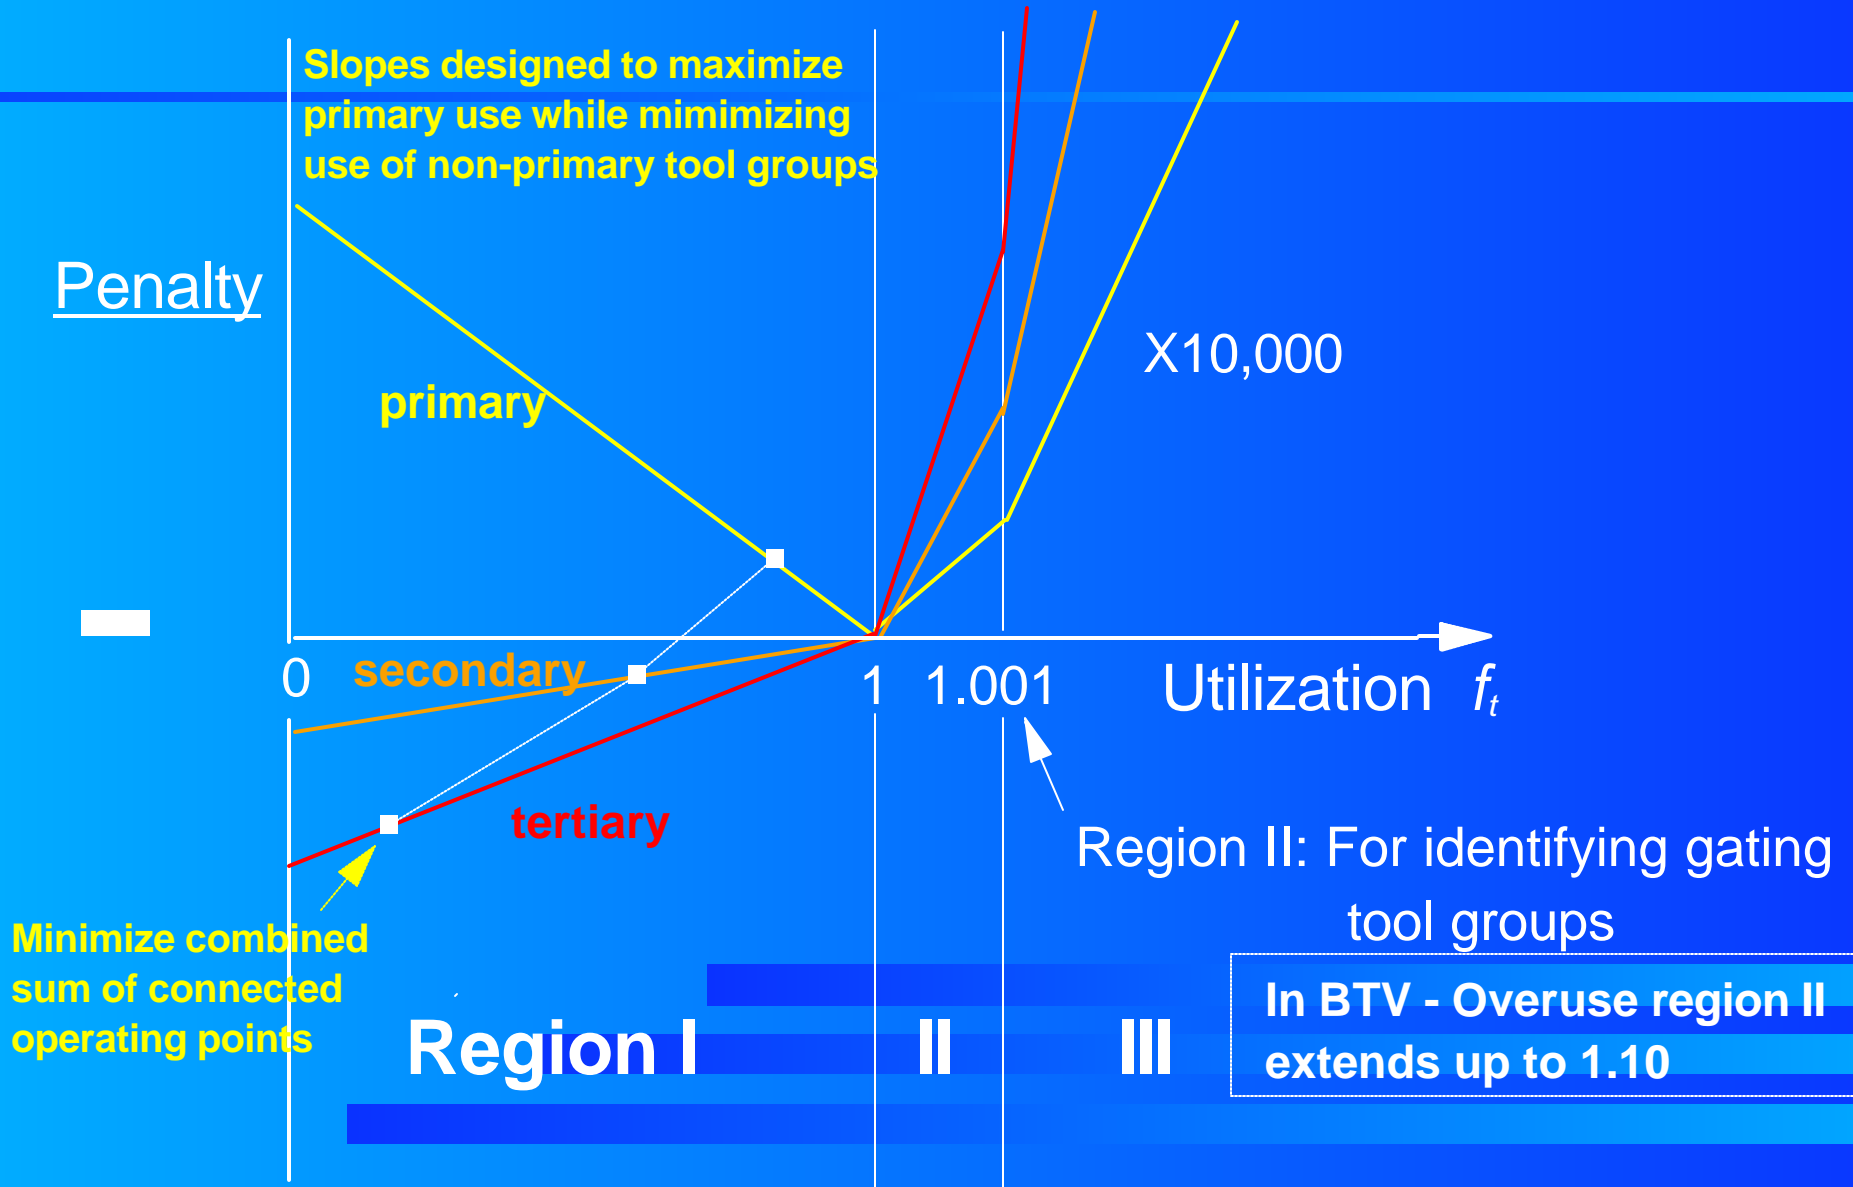 Slopes designed to maximize
primary use while mimimizing
use of non-primary tool groups
Penalty
X10,000
primary
0
secondary
1
1.001
Utilization f_t
tertiary
Region II: For identifying gating
tool groups
Minimize combined
sum of connected
operating points
Region I
II
III
In BTV - Overuse region II
extends up to 1.10